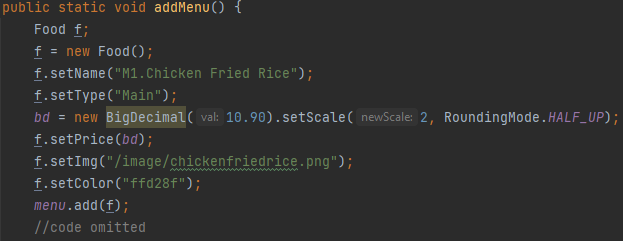 public static void addMenu() {
Food f;
f = new Food();
f.setName("M1.Chicken Fried Rice");
f.setType("Main");
bd = new BigDecimal( val: 10.90).setScale( newScale: 2, RoundingMode.HALF_UP);
f.setPrice(bd);
f.setImg("/image/chickenfriedrice.png");
f.setColor("ffd28f");
menu.add(f);
//code omitted